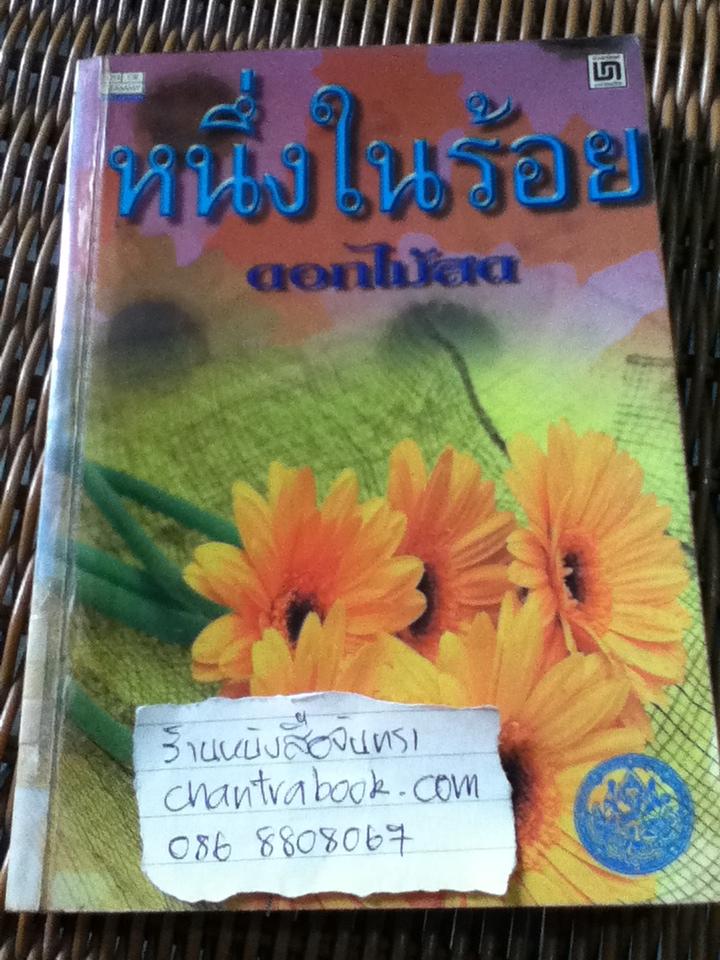 หนึ่งในร้อย
ดอกไม้สด
ร้านหนังสือจันทรา
chantrabook.com
086 8808067